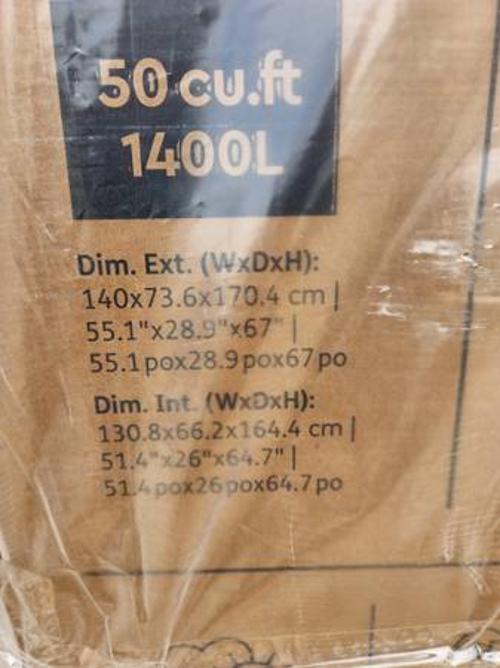 50 cu.ft
1400L
Dim. Ext. (WxDxH):
140x73.6x170.4 cm |
55.1"x28.9"x67" |
55.1pox28.9pox67po
Dim. Int. (WxDxH):
130.8x66.2x164.4 cm |
51.4"x26"x64.7" |
51.4pox26pox64.7po